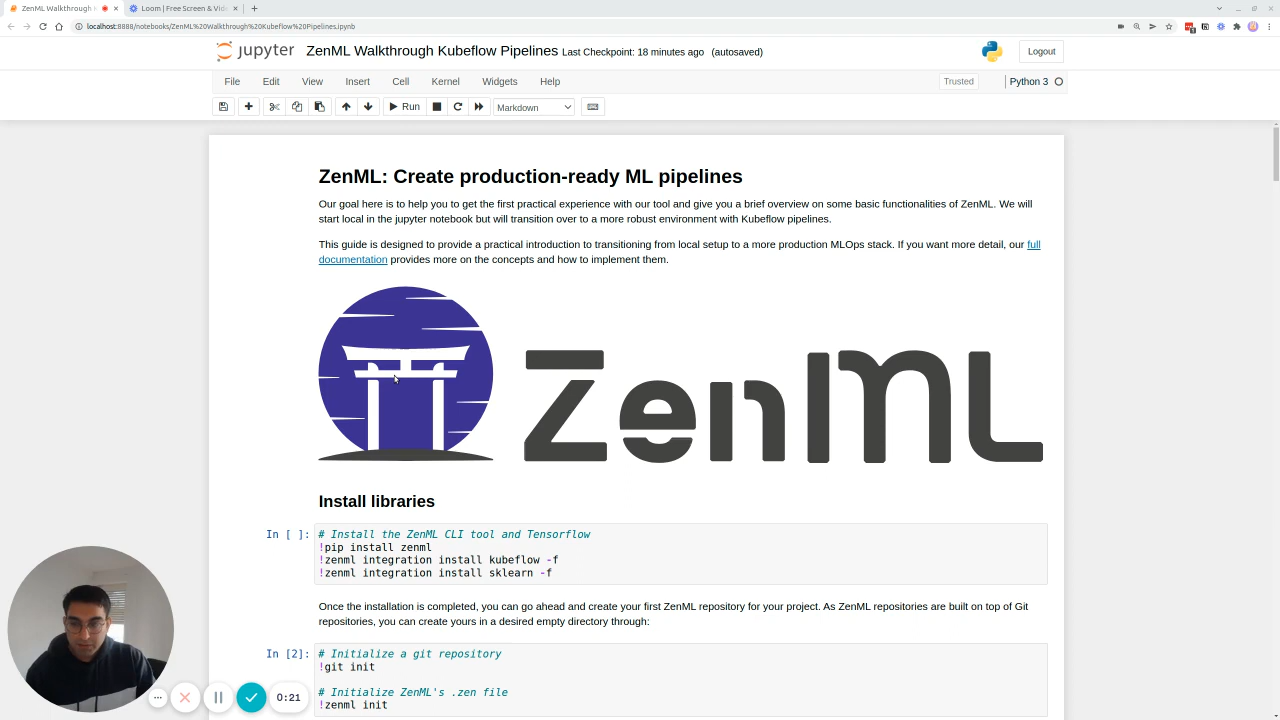 ZenML Walkthrough
Loom | Free Screen & Vid
localhost:8888/notebooks/ZenML%20Walkthrough%20Kubeflow%20Pipelines.ipynb
jupyter ZenML Walkthrough Kubeflow Pipelines Last Checkpoint: 18 minutes ago (autosaved)
Logout
File Edit View Insert Cell Kernel Widgets Help
Trusted Python 3
Run Markdown
ZenML: Create production-ready ML pipelines
Our goal here is to help you to get the first practical experience with our tool and give you a brief overview on some basic functionalities of ZenML. We will
start local in the jupyter notebook but will transition over to a more robust environment with Kubeflow pipelines.
This guide is designed to provide a practical introduction to transitioning from local setup to a more production MLOps stack. If you want more detail, our full
documentation provides more on the concepts and how to implement them.
ZenML
Install libraries
In [ ]: # Install the ZenML CLI tool and Tensorflow
!pip install zenml
!zenml integration install kubeflow -f
!zenml integration install sklearn -f
Once the installation is completed, you can go ahead and create your first ZenML repository for your project. As ZenML repositories are built on top of Git
repositories, you can create yours in a desired empty directory through:
In [2]: # Initialize a git repository
!git init
# Initialize ZenML's .zen file
!zenml init
0:21